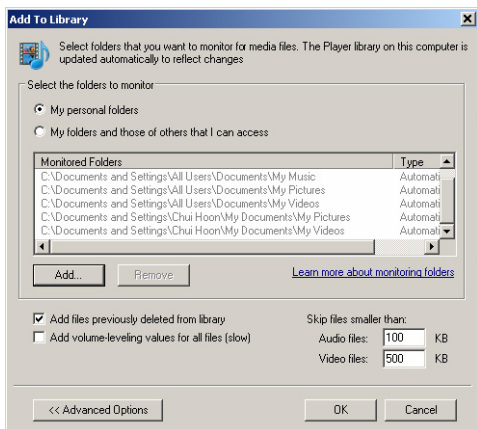 Add To Library
Select folders that you want to monitor for media files. The Player library on this computer is
updated automatically to reflect changes
Select the folders to monitor
My personal folders
My folders and those of others that I can access
Monitored Folders Type
C:\Documents and Settings\All Users\Documents\My Music Automati
C:\Documents and Settings\All Users\Documents\My Pictures Automati
C:\Documents and Settings\All Users\Documents\My Videos Automati
C:\Documents and Settings\Chui Hoon\My Documents\My Pictures Automati
C:\Documents and Settings\Chui Hoon\My Documents\My Videos Automati
Add... Remove Learn more about monitoring folders
Add files previously deleted from library Skip files smaller than:
Add volume-leveling values for all files (slow) Audio files: 100 KB
Video files: 500 KB
<< Advanced Options OK Cancel